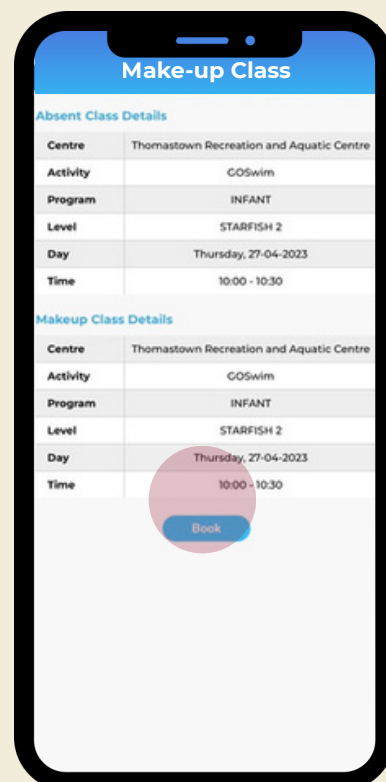 Make-up Class
Absent Class Details
Centre Thomastown Recreation and Aquatic Centre
Activity GOSwim
Program INFANT
Level STARFISH 2
Day Thursday, 27-04-2023
Time 10:00 - 10:30
Makeup Class Details
Centre Thomastown Recreation and Aquatic Centre
Activity GOSwim
Program INFANT
Level STARFISH 2
Day Thursday, 27-04-2023
Time 10:00 - 10:30
Book